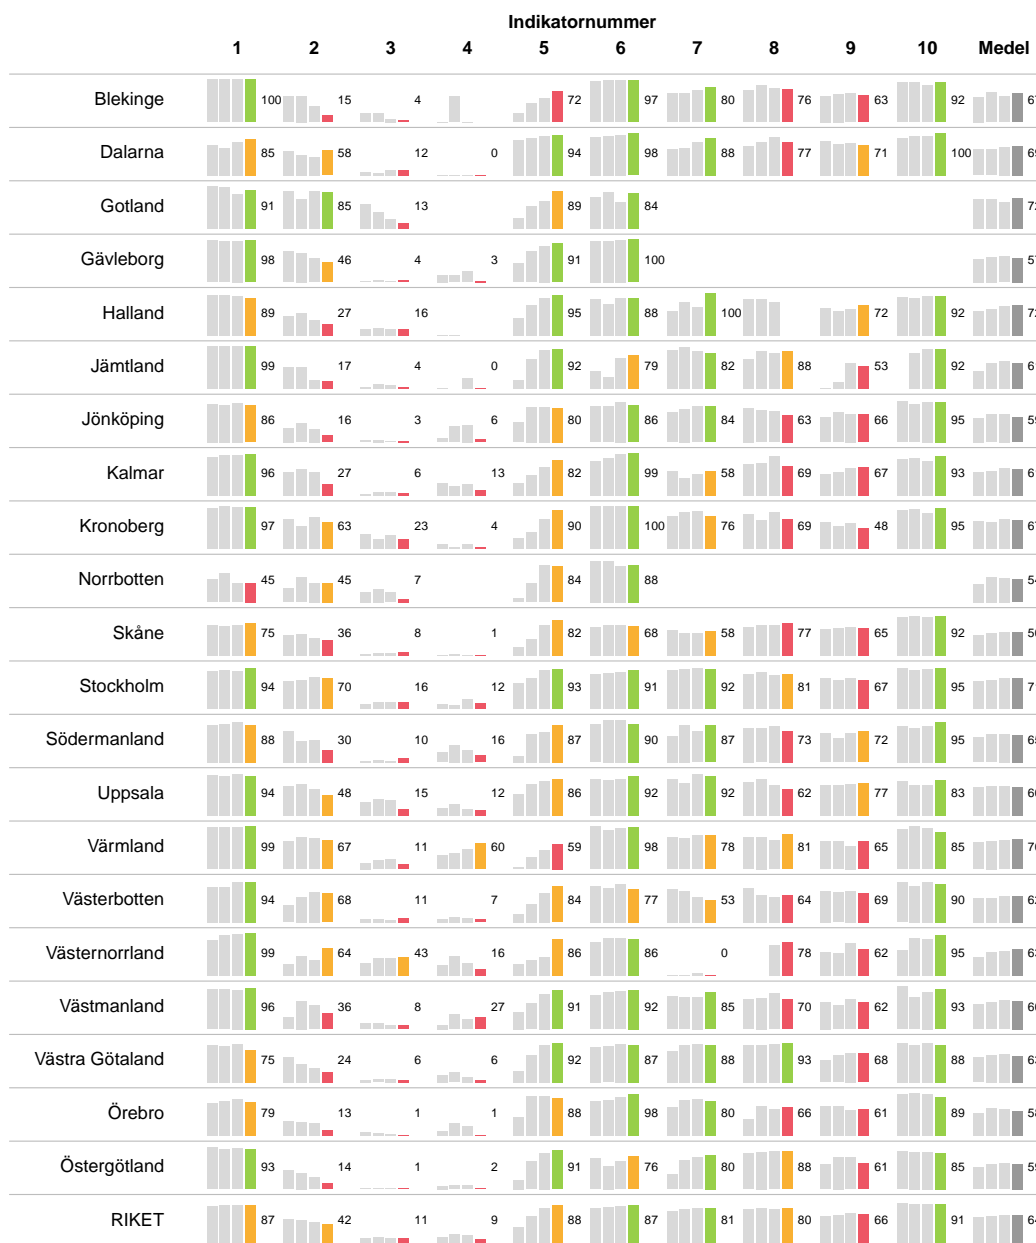 Indikatornummer
1 2 3 4 5 6 7 8 9 10 Medel
Blekinge 100 15 4 72 97 80 76 63 92
Dalarna 85 58 12 0 94 98 88 77 71 100
Gotland 91 85 13 89 84
Gävleborg 98 46 4 3 91 100
Halland 89 27 16 95 88 100 72 92
Jämtland 99 17 4 0 92 79 82 88 53 92
Jönköping 86 16 3 6 80 86 84 63 66 95
Kalmar 96 27 6 13 82 99 58 69 67 93
Kronoberg 97 63 23 4 90 100 76 69 48 95
Norrbotten 45 45 7 84 88
Skåne 75 36 8 1 82 68 58 77 65 92
Stockholm 94 70 16 12 93 91 92 81 67 95
Södermanland 88 30 10 16 87 90 87 73 72 95
Uppsala 94 48 15 12 86 92 92 62 77 83
Värmland 99 67 11 60 59 98 78 81 65 85
Västerbotten 94 68 11 7 84 77 53 64 69 90
Västernorrland 99 64 43 16 86 86 0 78 62 95
Västmanland 96 36 8 27 91 92 85 70 62 93
Västra Götaland 75 24 6 6 92 87 88 93 68 88
Örebro 79 13 1 1 88 98 80 66 61 89
Östergötland 93 14 1 2 91 76 80 88 61 85
RIKET 87 42 11 9 88 87 81 80 66 91